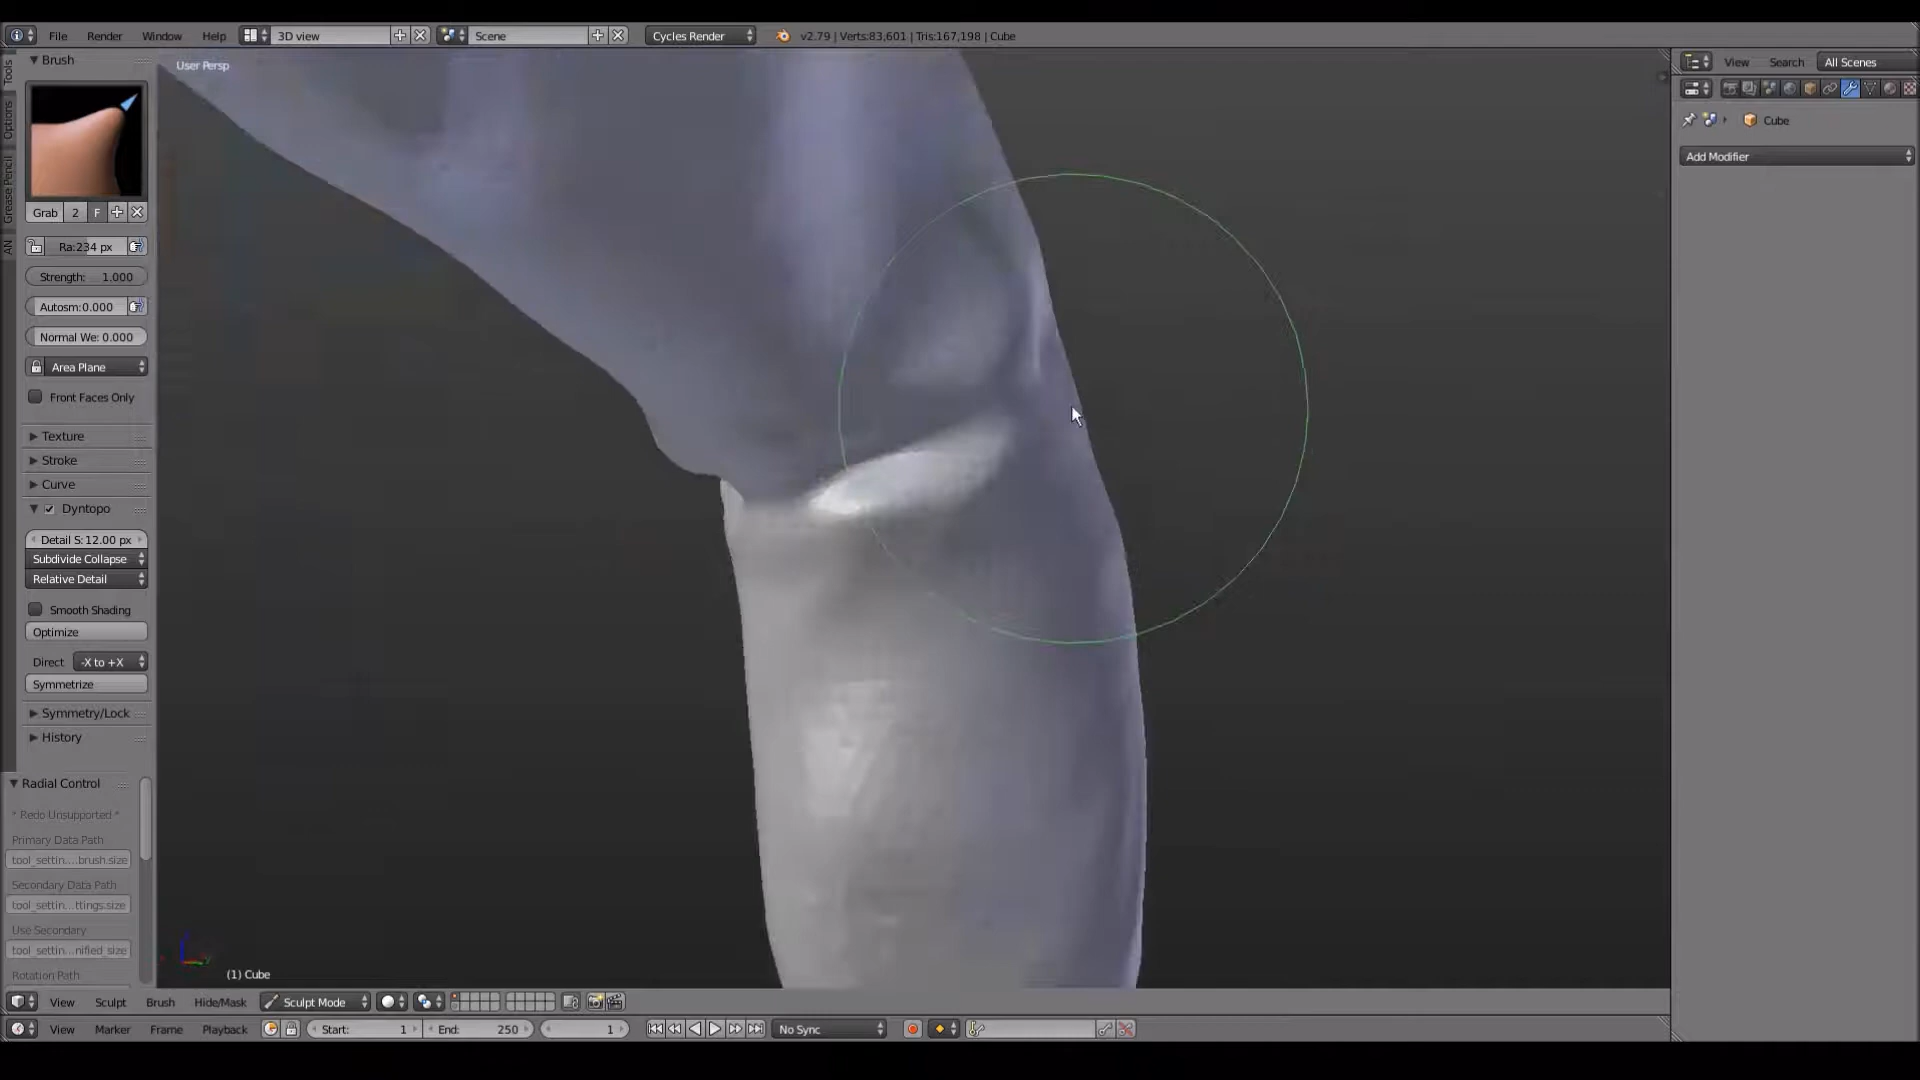 File Render Window Help 3D view Scene Cycles Render v2.79 | Verts:83,601 | Tris:167,198 | Cube
View Search All Scenes
Brush
User Persp
Tools
Options
Grease Pencil
AN
Cube
Add Modifier
Grab 2 F
Ra:234 px
Strength: 1.000
Autosm:0.000
Normal We: 0.000
Area Plane
Front Faces Only
Texture
Stroke
Curve
Dyntopo
Detail S:12.00 px
Subdivide Collapse
Relative Detail
Smooth Shading
Optimize
Direct -X to +X
Symmetrize
Symmetry/Lock
History
Radial Control
* Redo Unsupported *
Primary Data Path
tool_settin....brush.size
Secondary Data Path
tool_settin...ttings.size
Use Secondary
tool_settin...nified_size
Rotation Path
(1) Cube
View Sculpt Brush Hide/Mask Sculpt Mode
View Marker Frame Playback Start: 1 End: 250 1 No Sync